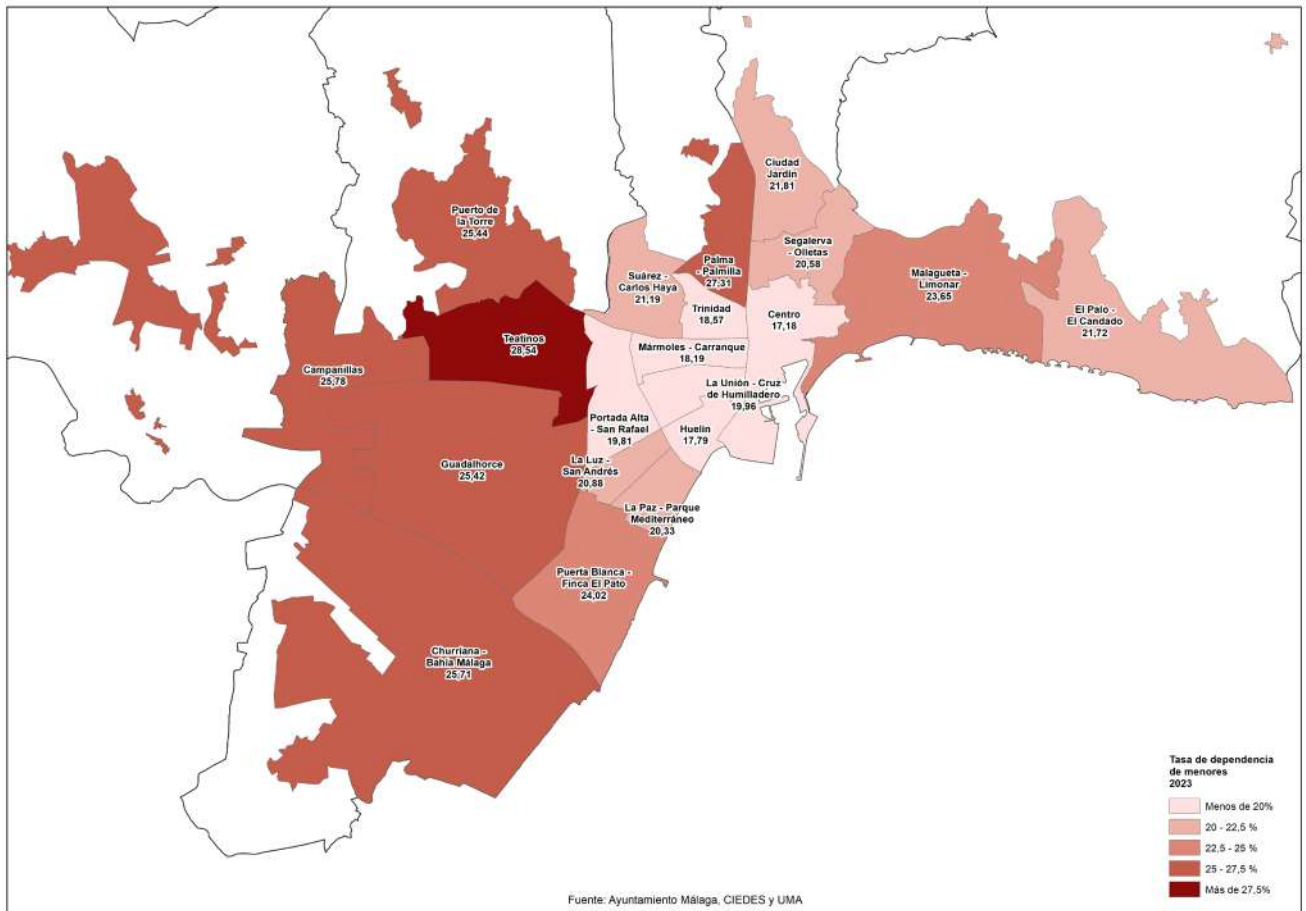 Ciudad
Jardín
21,81
Puerto de
la Torre
25,44
Segalerva
- Olletas
20,58
Palma
- Palmilla
27,31
Suárez -
Carlos Haya
21,19
Malagueta -
Limonar
23,65
Trinidad
18,57
Centro
17,18
El Palo -
El Candado
21,72
Teatinos
28,54
Mármoles - Carranque
18,19
Campanillas
25,78
La Unión - Cruz
de Humilladero
19,96
Portada Alta
- San Rafael
19,81
Huelin
17,79
Guadalhorce
25,42
La Luz -
San Andrés
20,88
La Paz - Parque
Mediterráneo
20,33
Puerta Blanca -
Finca El Pato
24,02
Churriana -
Bahía Málaga
25,71
Tasa de dependencia
de menores
2023
Menos de 20%
20 - 22,5 %
22,5 - 25 %
25 - 27,5 %
Más de 27,5%
Fuente: Ayuntamiento Málaga, CIEDES y UMA